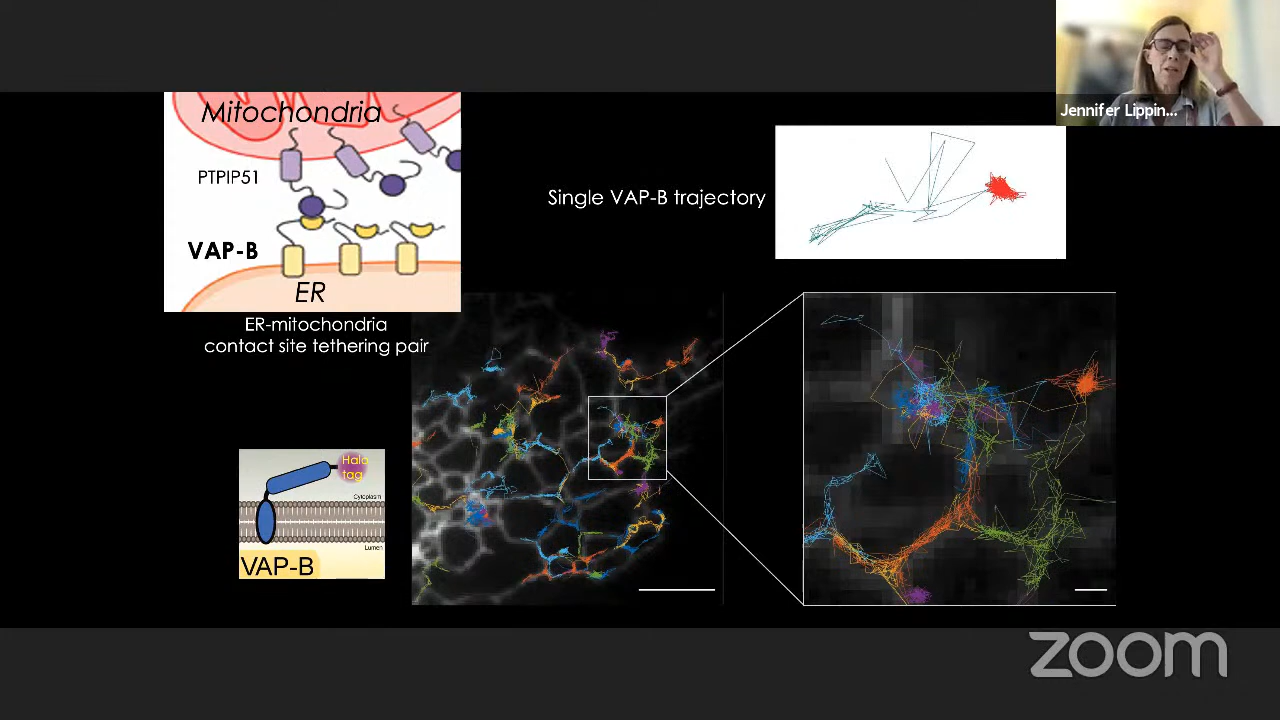 Jennifer Lippin...
Mitochondria
PTPIP51
VAP-B
ER
ER-mitochondria
contact site tethering pair
Single VAP-B trajectory
Halo
tag
Cytoplasm
Lumen
VAP-B
zoom